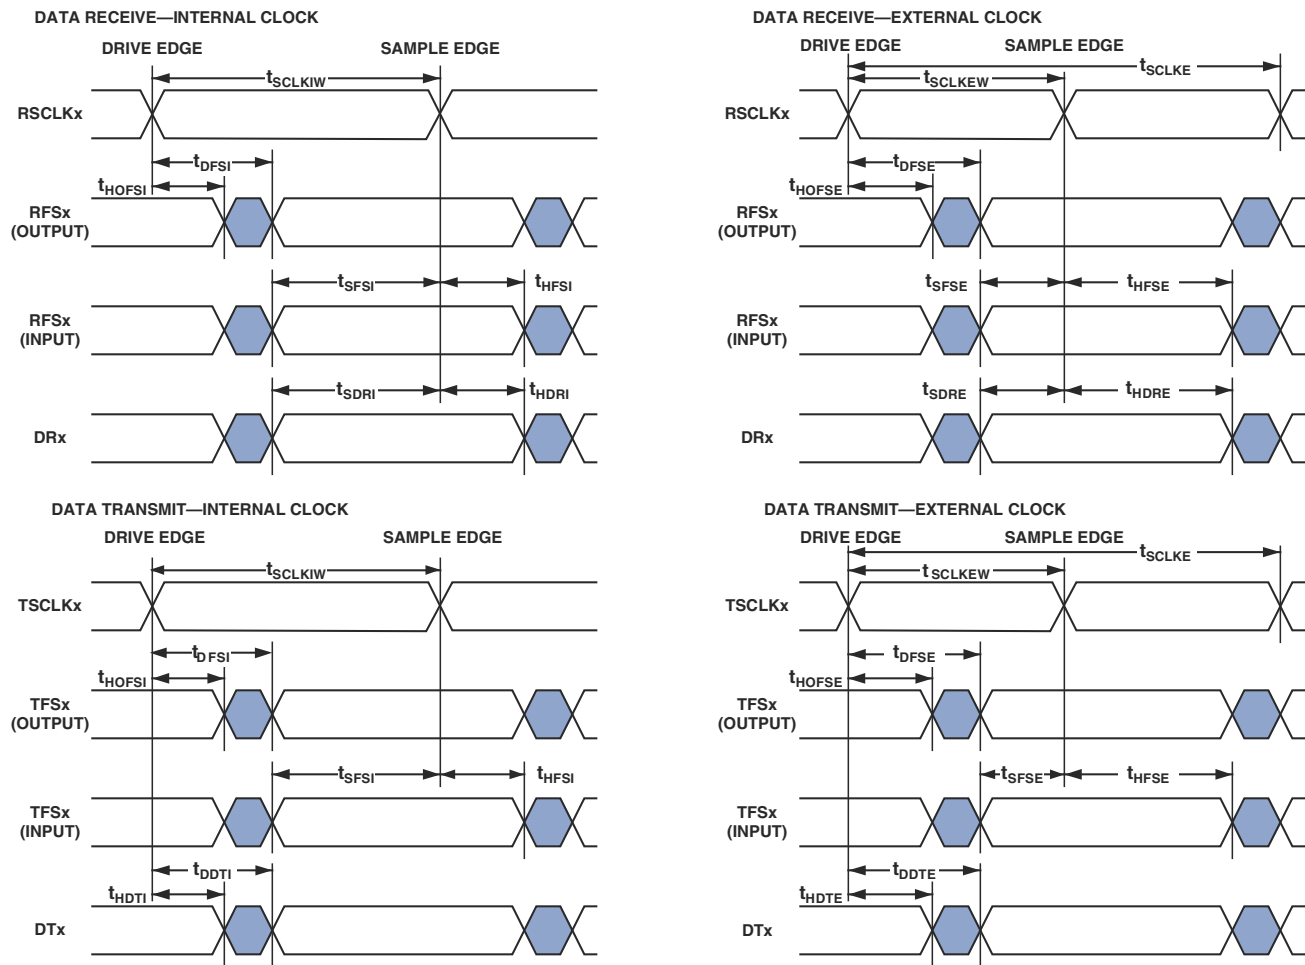 DATA RECEIVE—INTERNAL CLOCK
DRIVE EDGE
SAMPLE EDGE
tSCLKIW
RSCLKx
tDFSI
tHOFSI
RFSx
(OUTPUT)
tSFSI
tHFSI
RFSx
(INPUT)
tSDRI
tHDRI
DRx
DATA RECEIVE—EXTERNAL CLOCK
DRIVE EDGE
SAMPLE EDGE
tSCLKE
tSCLKEW
RSCLKx
tDFSE
tHOFSE
RFSx
(OUTPUT)
tSFSE
tHFSE
RFSx
(INPUT)
tSDRE
tHDRE
DRx
DATA TRANSMIT—INTERNAL CLOCK
DRIVE EDGE
SAMPLE EDGE
tSCLKIW
TSCLKx
tDFSI
tHOFSI
TFSx
(OUTPUT)
tSFSI
tHFSI
TFSx
(INPUT)
tDDTI
tHDTI
DTx
DATA TRANSMIT—EXTERNAL CLOCK
DRIVE EDGE
SAMPLE EDGE
tSCLKE
tSCLKEW
TSCLKx
tDFSE
tHOFSE
TFSx
(OUTPUT)
tSFSE
tHFSE
TFSx
(INPUT)
tDDTE
tHDTE
DTx